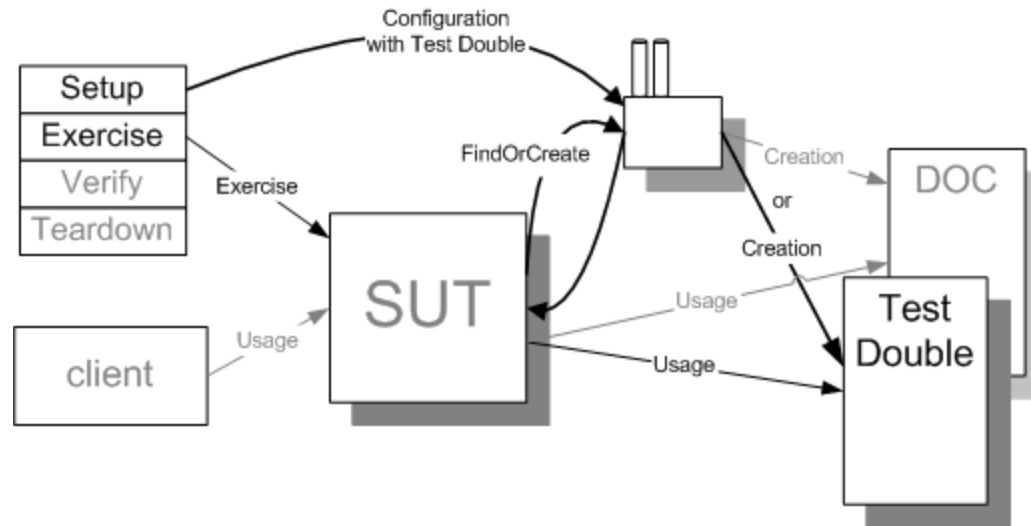 Configuration
with Test Double
Setup
Exercise
Verify
Teardown
Exercise
FindOrCreate
Creation
DOC
or
Creation
SUT
Usage
Test
Double
client
Usage
Usage